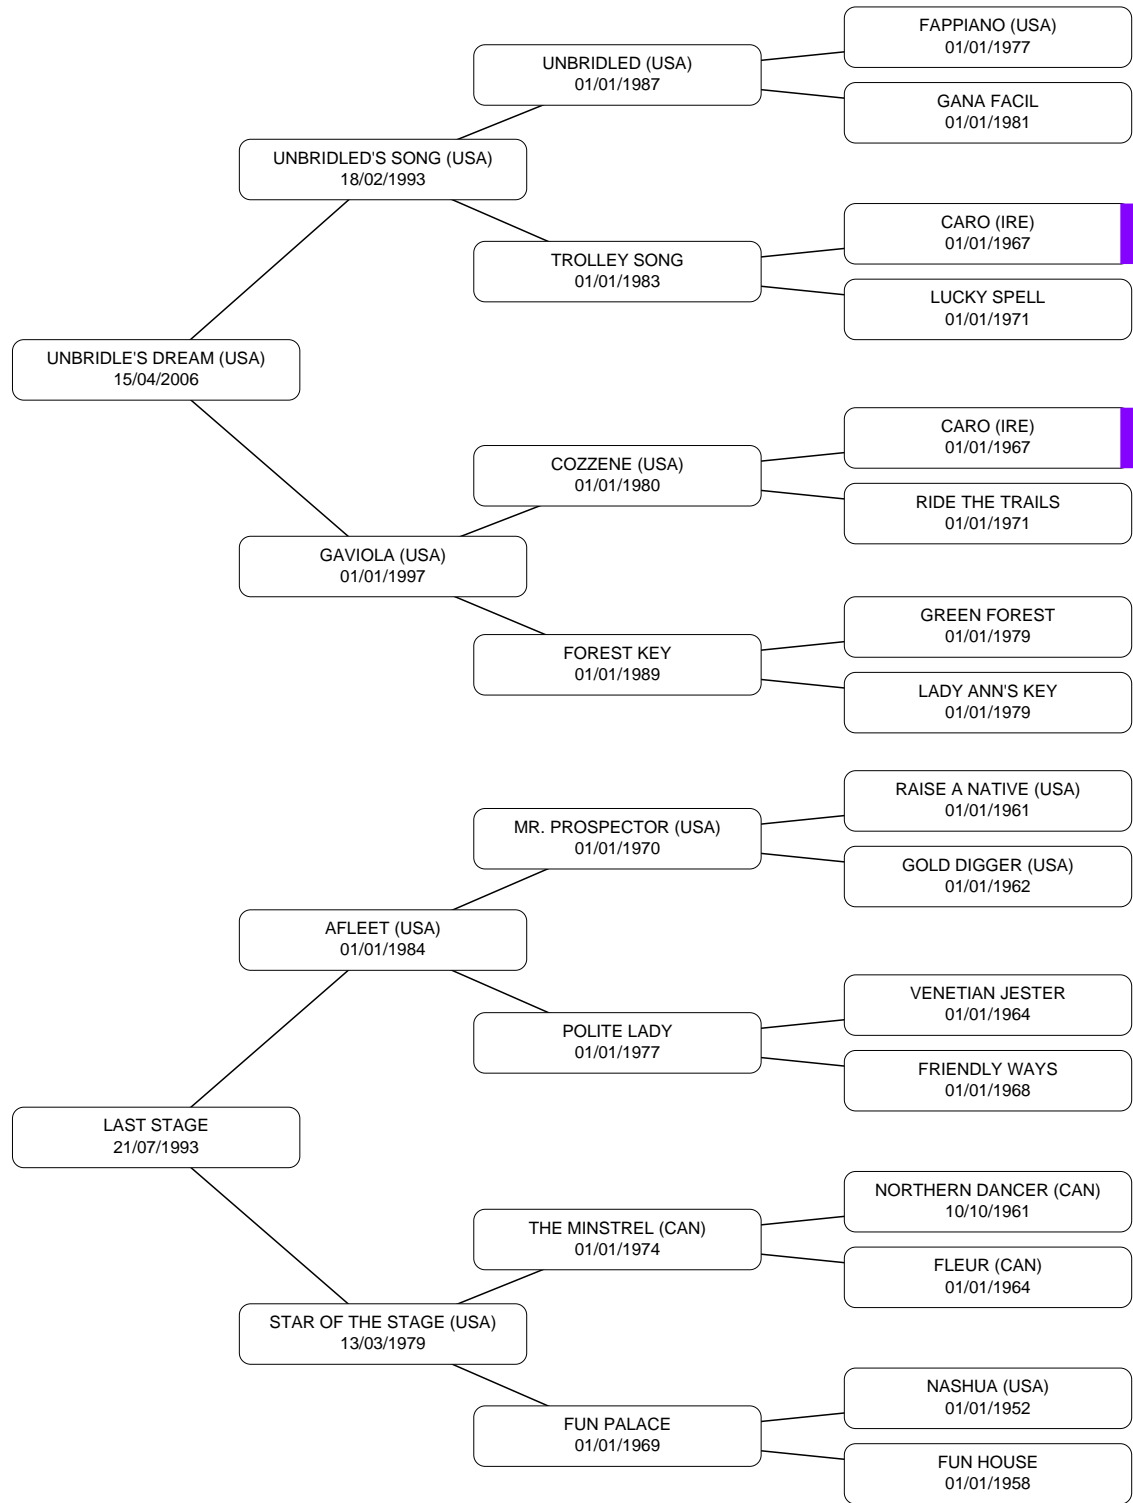 FAPPIANO (USA)
01/01/1977
UNBRIDLED (USA)
01/01/1987
GANA FACIL
01/01/1981
UNBRIDLED'S SONG (USA)
18/02/1993
CARO (IRE)
01/01/1967
TROLLEY SONG
01/01/1983
LUCKY SPELL
01/01/1971
UNBRIDLE'S DREAM (USA)
15/04/2006
CARO (IRE)
01/01/1967
COZZENE (USA)
01/01/1980
RIDE THE TRAILS
01/01/1971
GAVIOLA (USA)
01/01/1997
GREEN FOREST
01/01/1979
FOREST KEY
01/01/1989
LADY ANN'S KEY
01/01/1979
RAISE A NATIVE (USA)
01/01/1961
MR. PROSPECTOR (USA)
01/01/1970
GOLD DIGGER (USA)
01/01/1962
AFLEET (USA)
01/01/1984
VENETIAN JESTER
01/01/1964
POLITE LADY
01/01/1977
FRIENDLY WAYS
01/01/1968
LAST STAGE
21/07/1993
NORTHERN DANCER (CAN)
10/10/1961
THE MINSTREL (CAN)
01/01/1974
FLEUR (CAN)
01/01/1964
STAR OF THE STAGE (USA)
13/03/1979
NASHUA (USA)
01/01/1952
FUN PALACE
01/01/1969
FUN HOUSE
01/01/1958